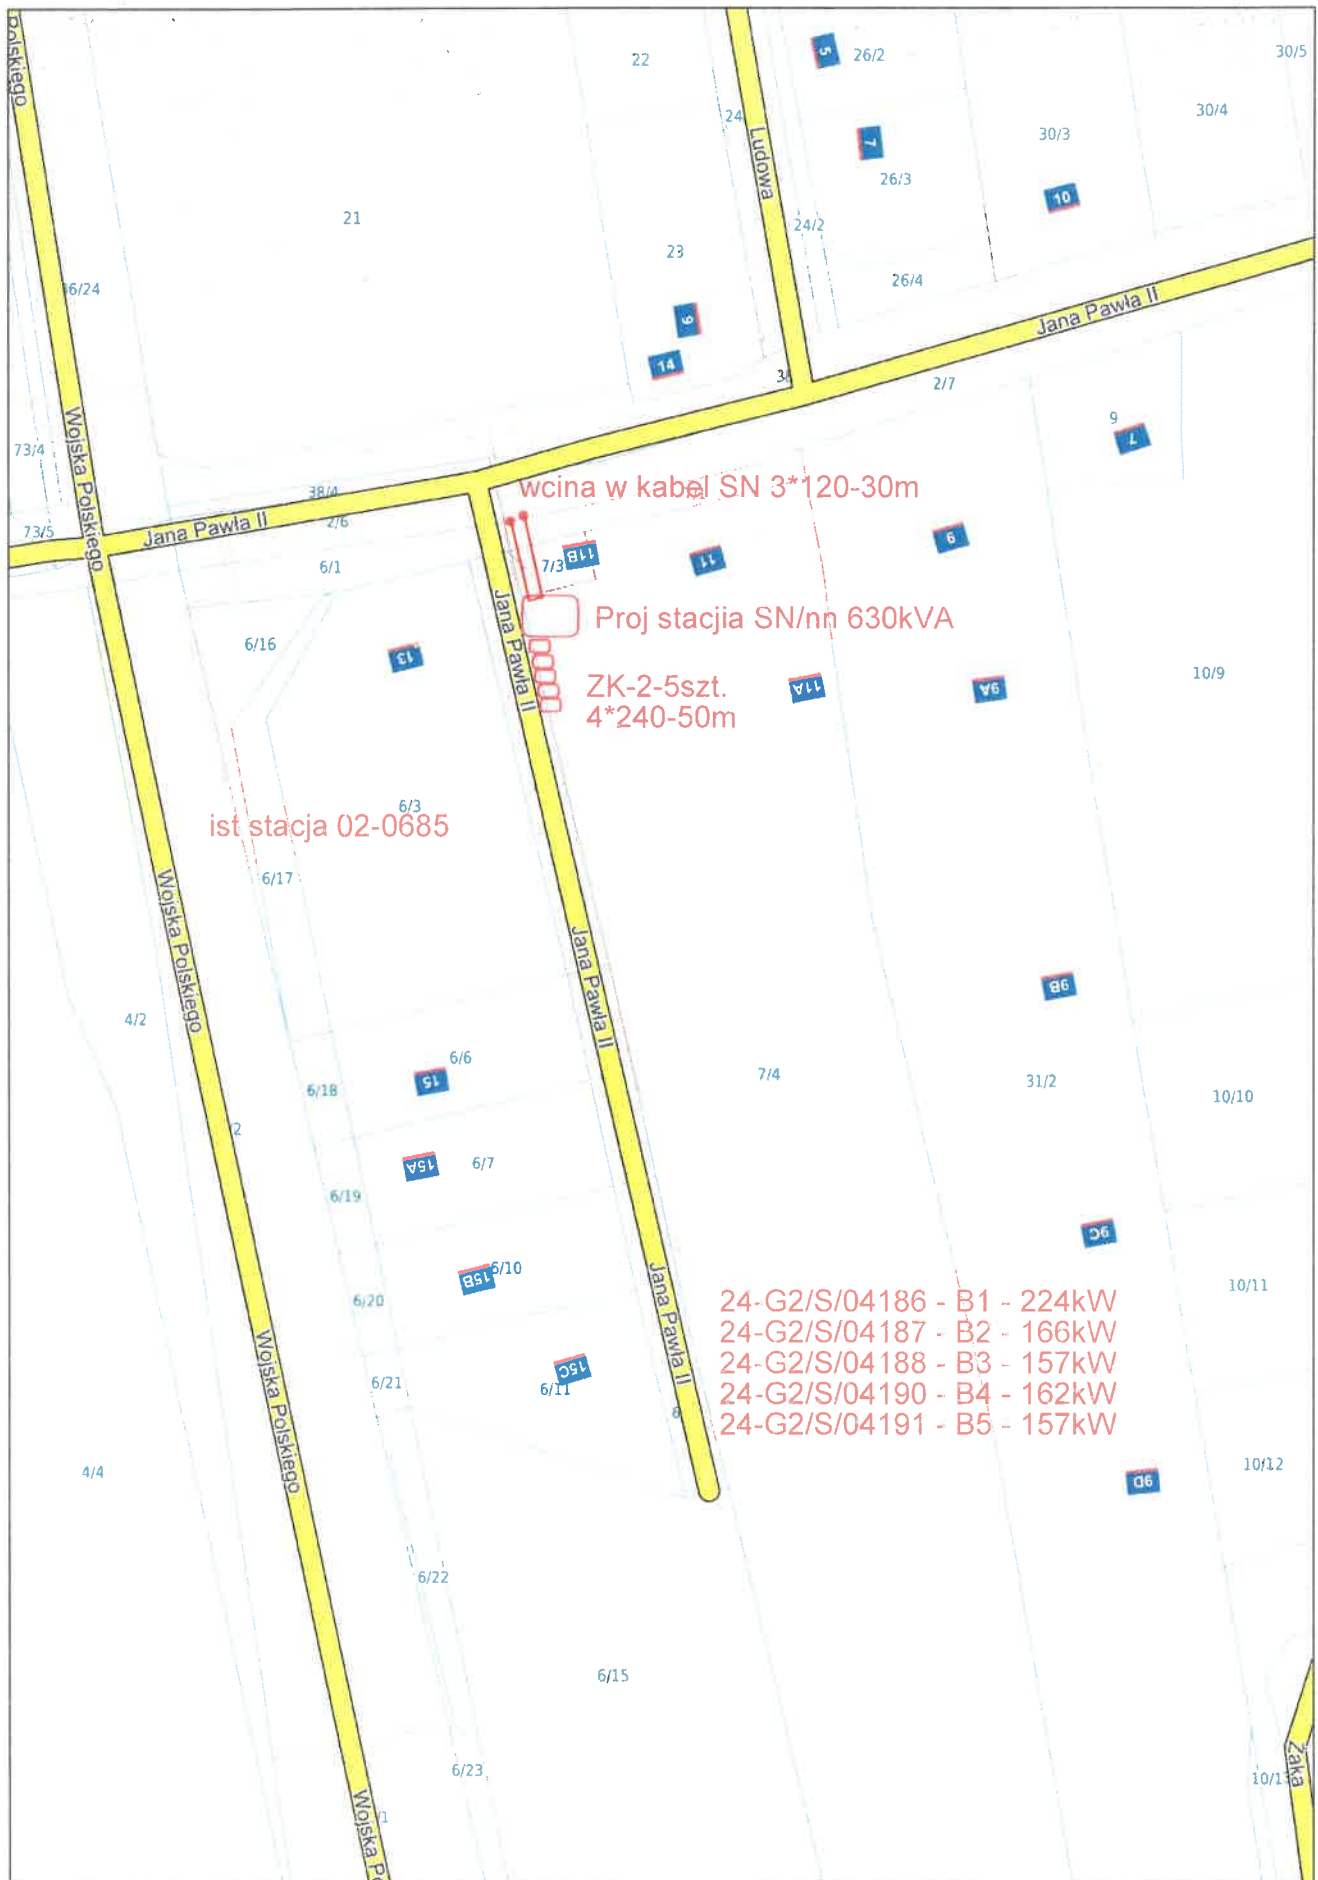 Polskiego
22
5
26/2
30/5
24
Ludowa
7
30/3
30/4
26/3
10
21
24/2
23
26/4
36/24
9
Jana Pawła II
14
2/7
Wojska Polskiego
9
7
73/4
wcina w kabel SN 3*120-30m
38/4
73/5
Jana Pawła II
2/6
9
6/1
7/3
11B
11
Jana Pawła II
Proj stacjia SN/nn 630kVA
6/16
13
10/9
ZK-2-5szt.
4*240-50m
11A
9A
6/3
ist stacja 02-0685
6/17
Wojska Polskiego
Jana Pawła II
9B
4/2
6/6
15
7/4
31/2
6/18
10/10
2
15A
6/7
6/19
9C
15B
6/10
Jana Pawła II
10/11
6/20
24-G2/S/04186 - B1 - 224kW
24-G2/S/04187 - B2 - 166kW
24-G2/S/04188 - B3 - 157kW
24-G2/S/04190 - B4 - 162kW
24-G2/S/04191 - B5 - 157kW
Wojska Polskiego
15C
6/21
6/11
4/4
10/12
9D
6/22
6/15
6/23
Żaka
10/13
Wojska Po